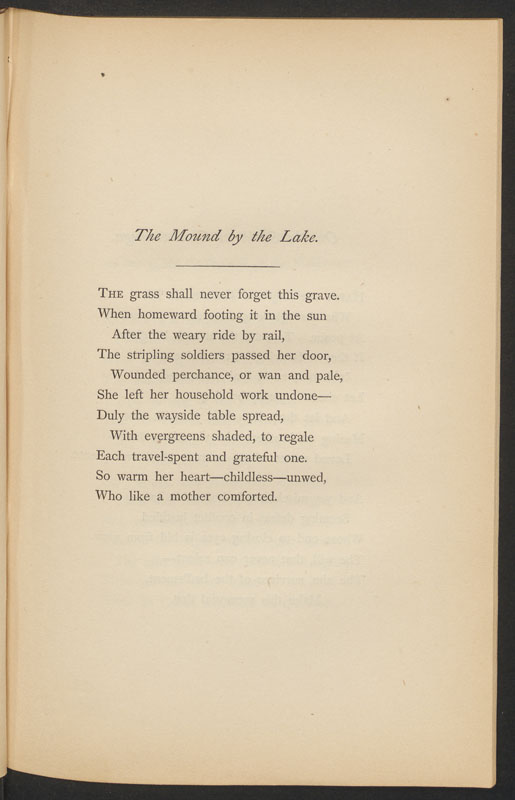 The Mound by the Lake.
THE grass shall never forget this grave.
When homeward footing it in the sun
After the weary ride by rail,
The stripling soldiers passed her door,
Wounded perchance, or wan and pale,
She left her household work undone—
Duly the wayside table spread,
With evergreens shaded, to regale
Each travel-spent and grateful one.
So warm her heart—childless—unwed,
Who like a mother comforted.